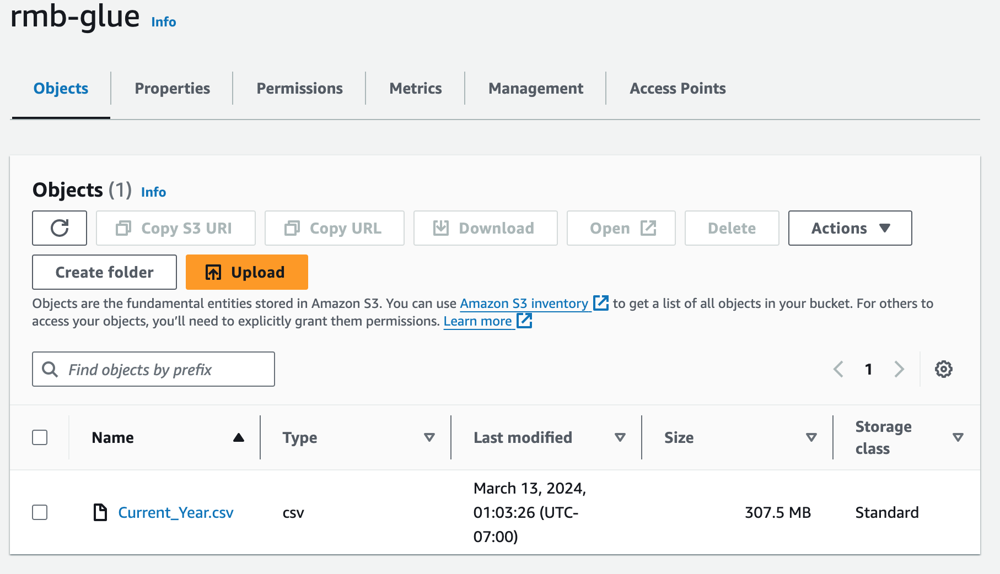 rmb-glue Info
Objects Properties Permissions Metrics Management Access Points
Objects (1) Info
Copy S3 URI Copy URL Download Open Delete Actions
Create folder Upload
Objects are the fundamental entities stored in Amazon S3. You can use Amazon S3 inventory to get a list of all objects in your bucket. For others to
access your objects, you’ll need to explicitly grant them permissions. Learn more
Find objects by prefix 1
Name Type Last modified Size Storage
class
Current_Year.csv csv March 13, 2024,
01:03:26 (UTC-
07:00) 307.5 MB Standard